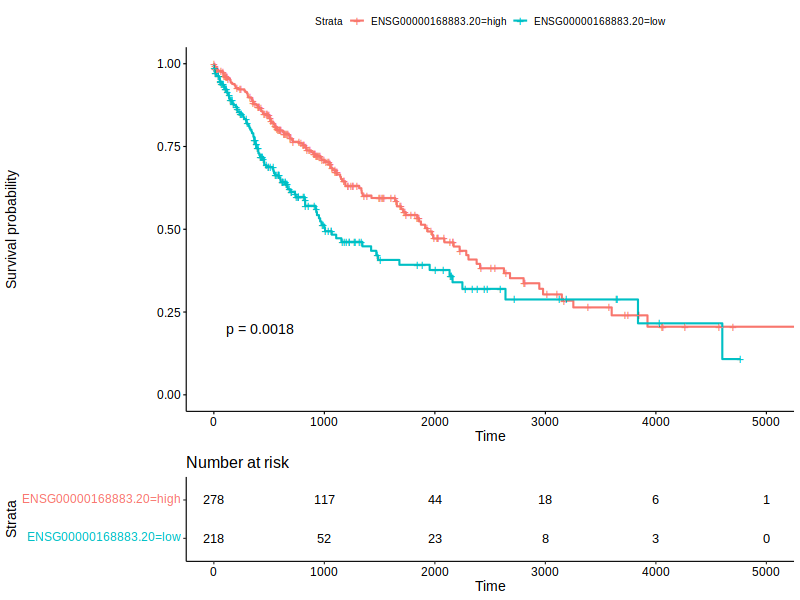 Strata ENSG00000168883.20=high ENSG00000168883.20=low
Survival probability
1.00
0.75
0.50
0.25
0.00
p = 0.0018
0 1000 2000 3000 4000 5000
Time
Number at risk
Strata
ENSG00000168883.20=high 278 117 44 18 6 1
ENSG00000168883.20=low 218 52 23 8 3 0
0 1000 2000 3000 4000 5000
Time